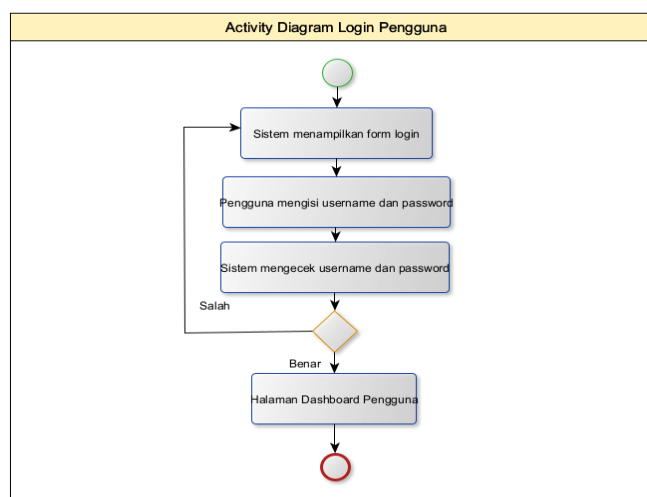 Activity Diagram Login Pengguna
Sistem menampilkan form login
Pengguna mengisi username dan password
Sistem mengecek username dan password
Salah
Benar
Halaman Dashboard Pengguna